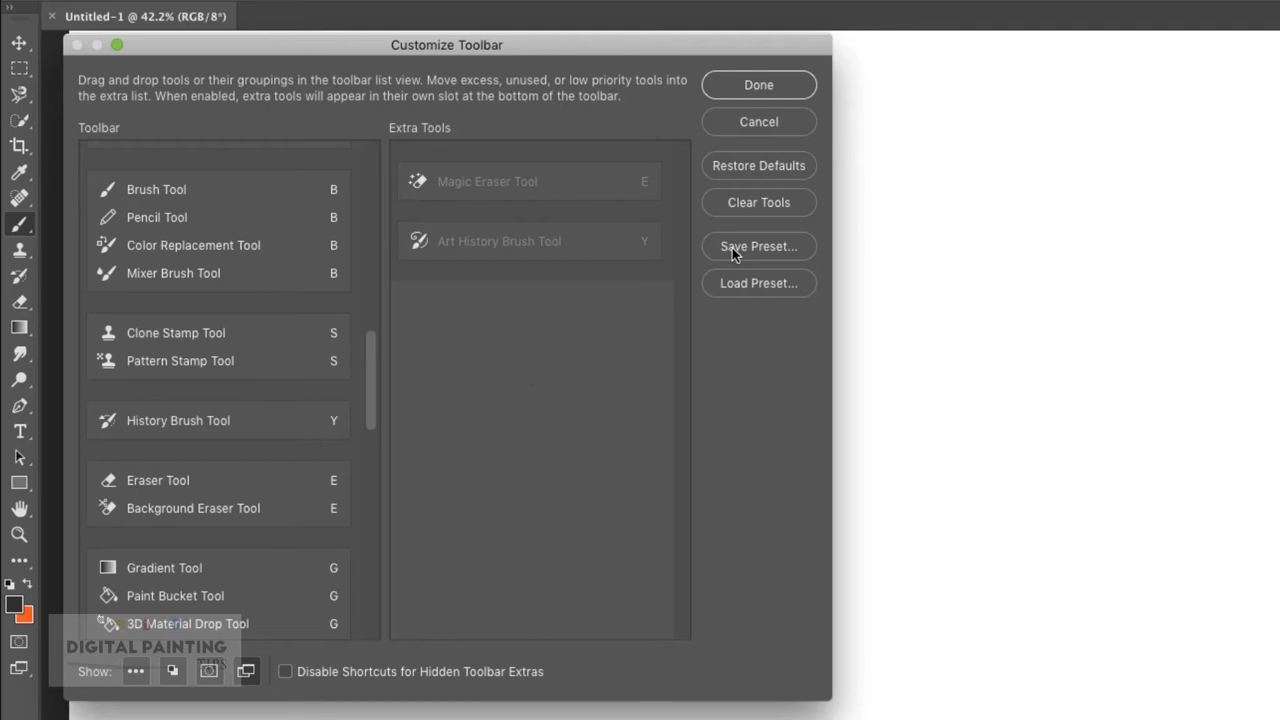 Untitled-1 @ 42.2% (RGB/8*)
Customize Toolbar
Drag and drop tools or their groupings in the toolbar list view. Move excess, unused, or low priority tools into
the extra list. When enabled, extra tools will appear in their own slot at the bottom of the toolbar.
Done
Cancel
Restore Defaults
Clear Tools
Save Preset...
Load Preset...
Toolbar
Brush Tool B
Pencil Tool B
Color Replacement Tool B
Mixer Brush Tool B
Clone Stamp Tool S
Pattern Stamp Tool S
History Brush Tool Y
Eraser Tool E
Background Eraser Tool E
Gradient Tool G
Paint Bucket Tool G
3D Material Drop Tool G
Extra Tools
Magic Eraser Tool E
Art History Brush Tool Y
DIGITAL PAINTING
TIPS
Show:
Disable Shortcuts for Hidden Toolbar Extras